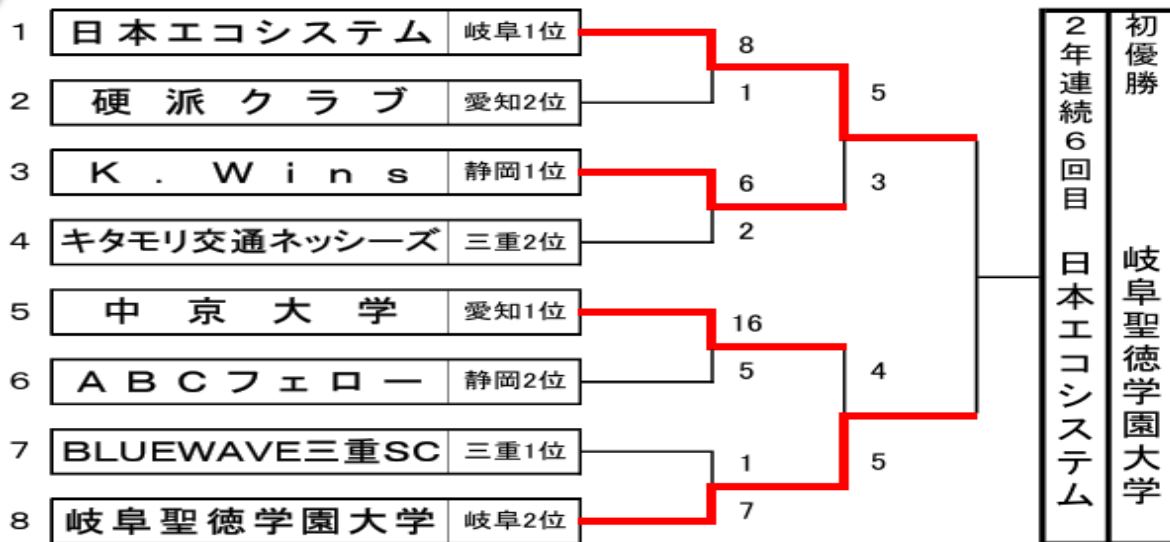 1 日本エコシステム 岐阜1位
2 硬派クラブ 愛知2位
3 K.Wins 静岡1位
4 キタモリ交通ネッシーズ 三重2位
5 中京大学 愛知1位
6 ABCフェロー 静岡2位
7 BLUEWAVE三重SC 三重1位
8 岐阜聖徳学園大学 岐阜2位
8
1
6
2
16
5
1
7
5
3
4
5
初優勝 岐阜聖徳学園大学
2年連続6回目 日本エコシステム